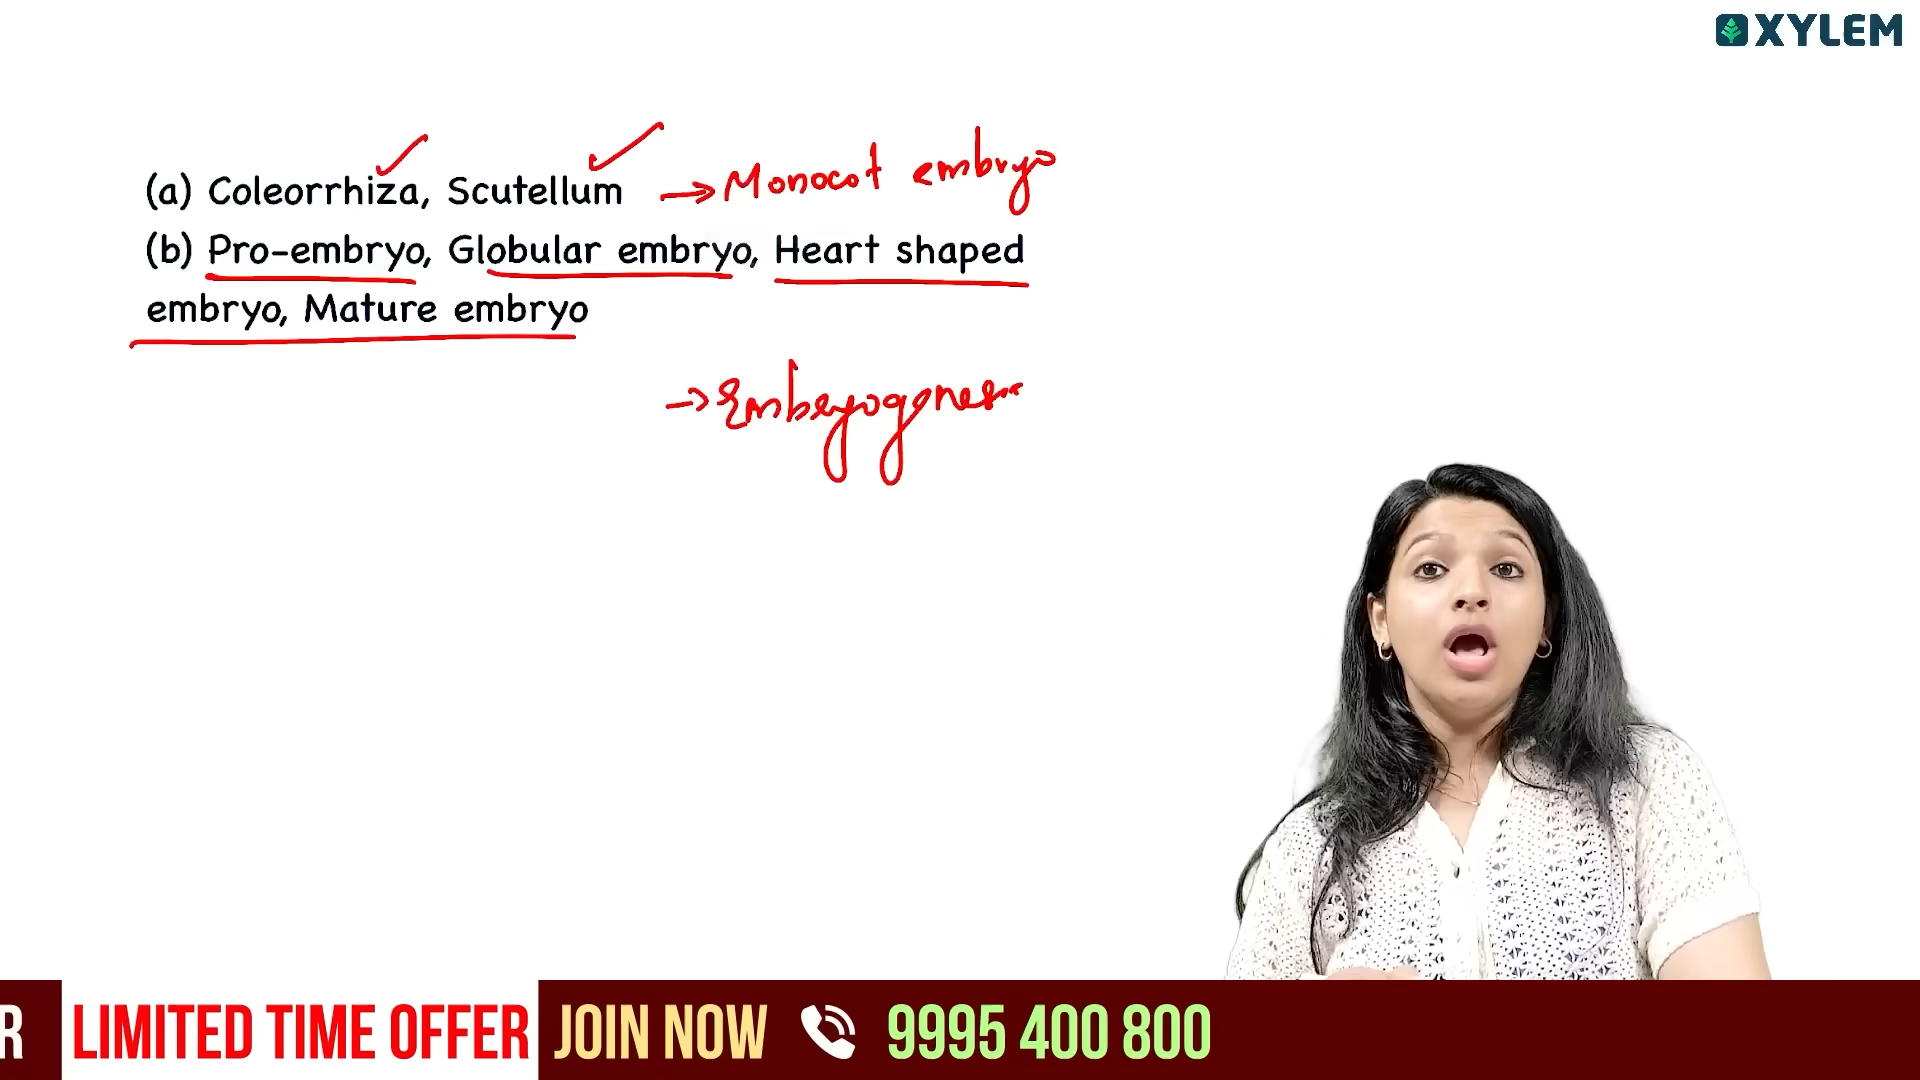 XYLEM
(a) Coleorrhiza, Scutellum → Monocot embryo
(b) Pro-embryo, Globular embryo, Heart shaped
embryo, Mature embryo
→
R LIMITED TIME OFFER JOIN NOW 9995 400 800